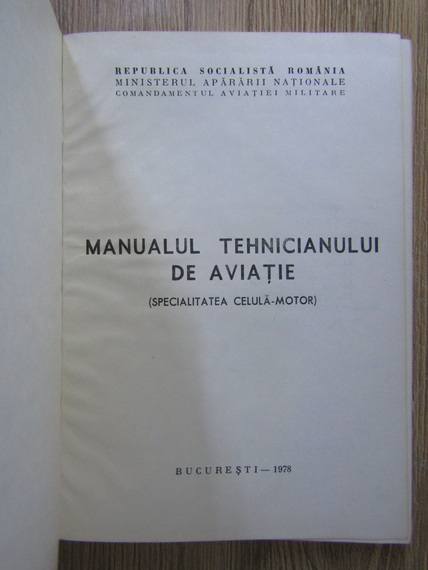 REPUBLICA SOCIALISTĂ ROMÂNIA
MINISTERUL APĂRĂRII NAȚIONALE
COMANDAMENTUL AVIAȚIEI MILITARE
MANUALUL TEHNICIANULUI
DE AVIAȚIE
(SPECIALITATEA CELULĂ-MOTOR)
BUCUREȘTI — 1978